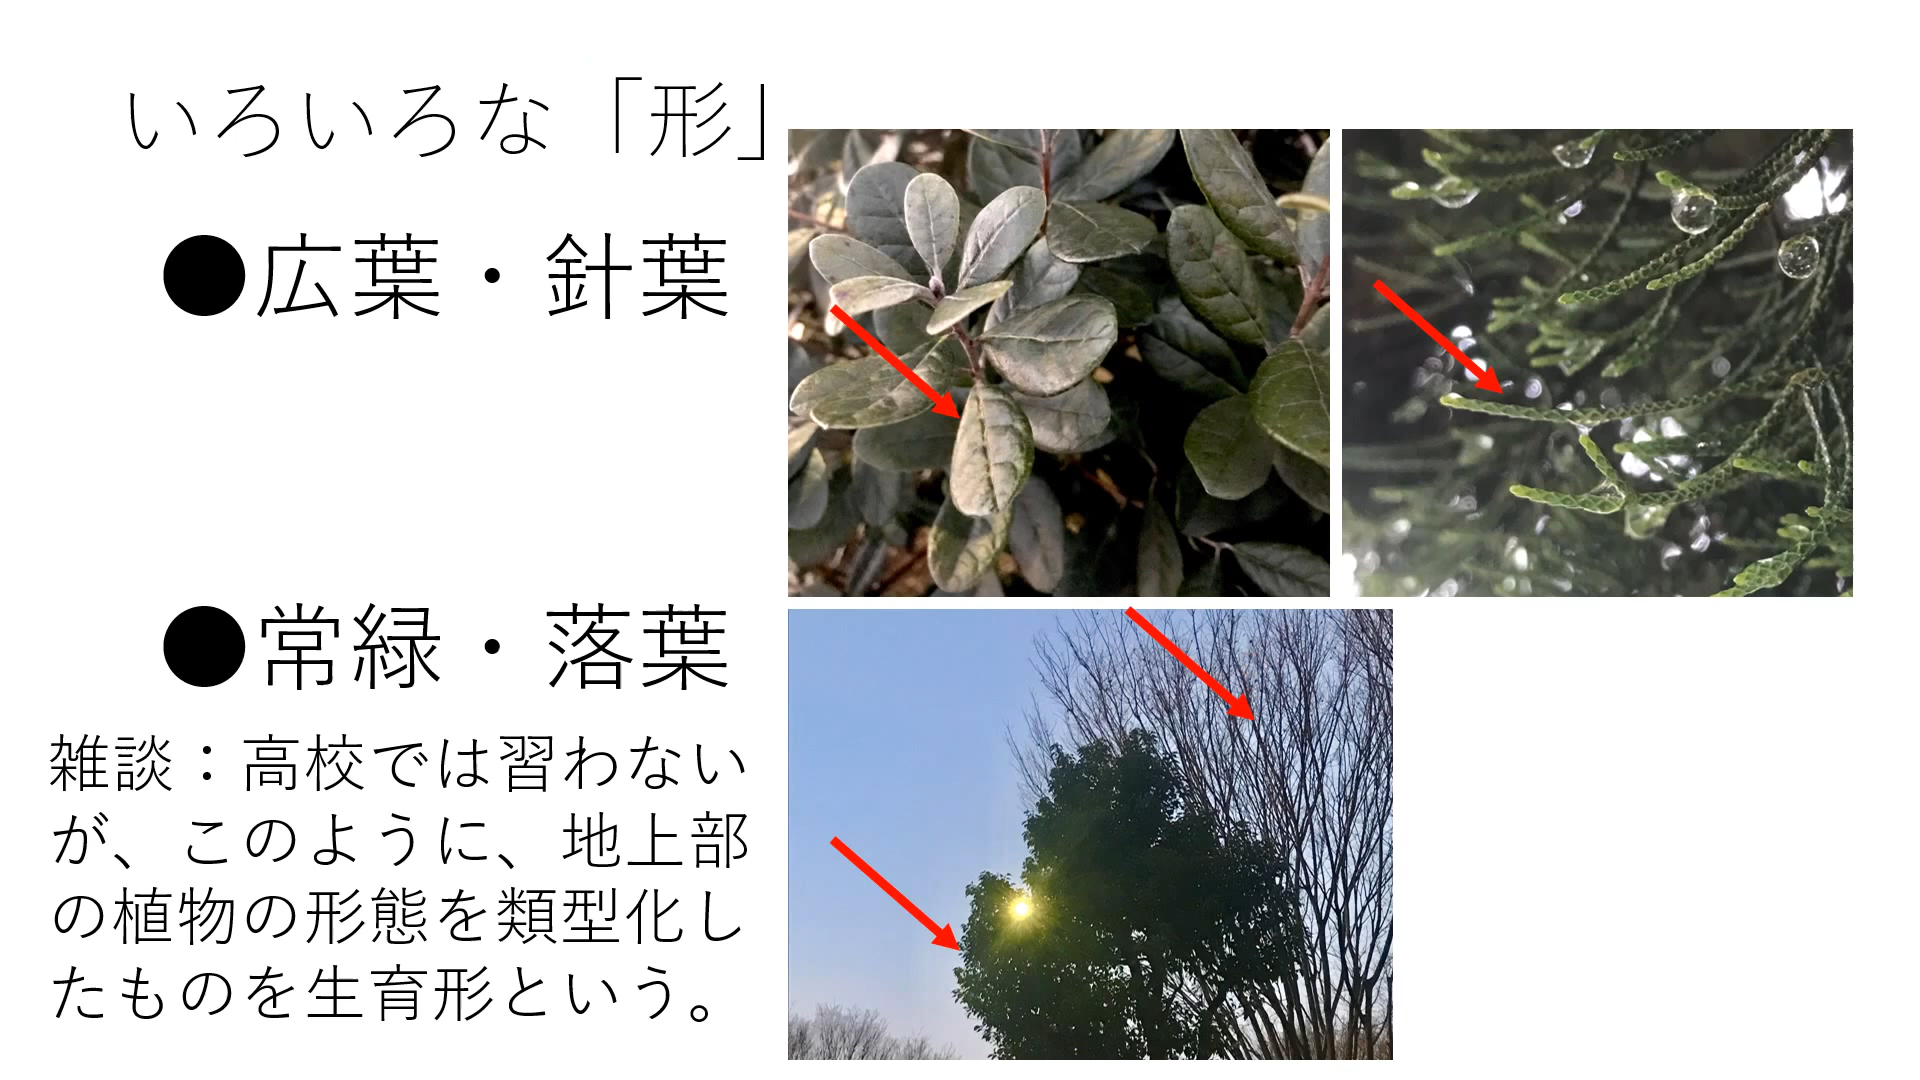 いろいろな「形」
●広葉・針葉
●常緑・落葉
雑談：高校では習わない
が、このように、地上部
の植物の形態を類型化し
たものを生育形という。